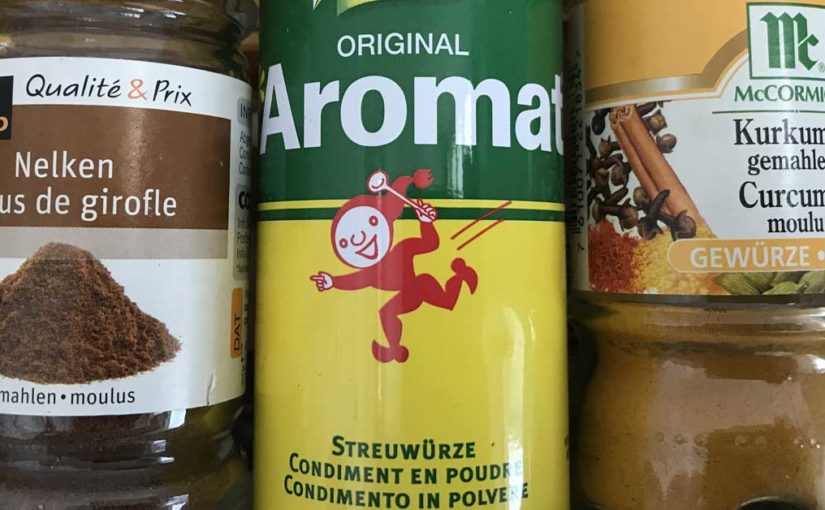 Qualité & Prix
Nelken
de girofle
mahlen • moulus
ORIGINAL
Aromat
STREUWÜRZE
CONDIMENT EN POUDRE
CONDIMENTO IN POLVERE
Mc
McCORMIC
Kurkum
gemahle
Curcum
moulu
GEWÜRZE •